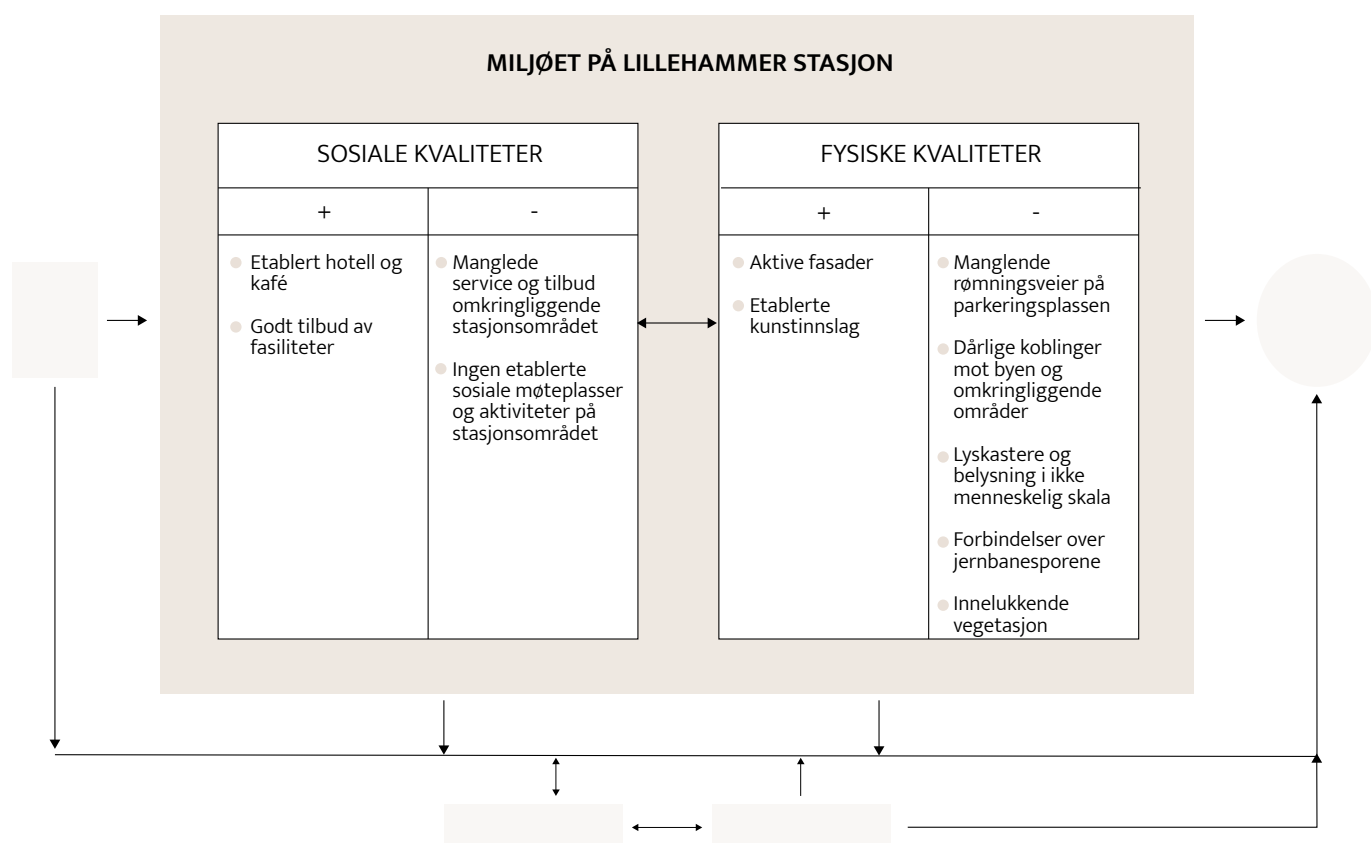 MILJØET PÅ LILLEHAMMER STASJON
SOSIALE KVALITETER
+
-
Etablert hotell og
kafé
Godt tilbud av
fasiliteter
Manglede
service og tilbud
omkringliggende
stasjonsområdet
Ingen etablerte
sosiale møteplasser
og aktiviteter på
stasjonsområdet
FYSISKE KVALITETER
+
-
Aktive fasader
Etablerte
kunstinnslag
Manglende
rømningsveier på
parkeringsplassen
Dårlige koblinger
mot byen og
omkringliggende
områder
Lyskastere og
belysning i ikke
menneskelig skala
Forbindelser over
jernbanesporene
Innelukkende
vegetasjon